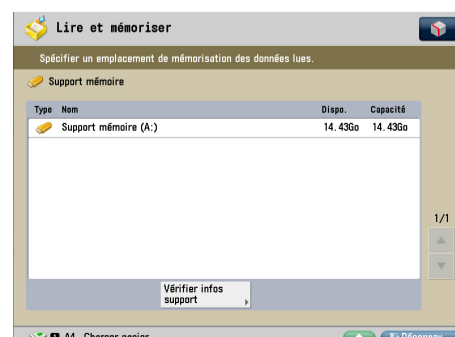 Lire et mémoriser
Spécifier un emplacement de mémorisation des données lues.
Support mémoire
Type Nom Dispo. Capacité
Support mémoire (A:) 14.43Go 14.43Go
1/1
Vérifier infos
support
A4